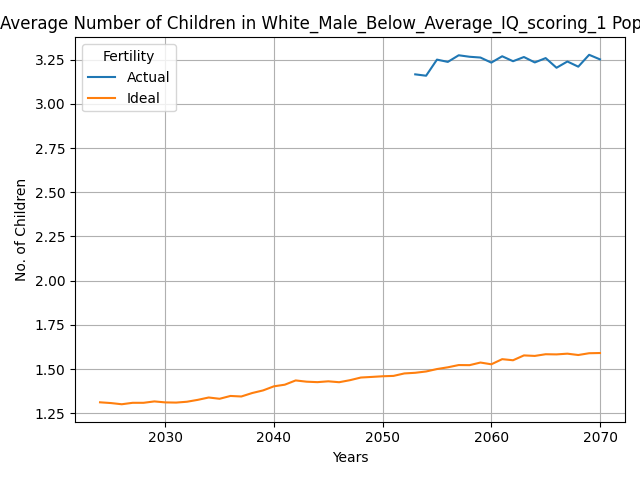 Average Number of Children in White_Male_Below_Average_IQ_scoring_1 Pop
Fertility
Actual
Ideal
3.25
3.00
2.75
2.50
2.25
2.00
1.75
1.50
1.25
No. of Children
2030
2040
2050
2060
2070
Years